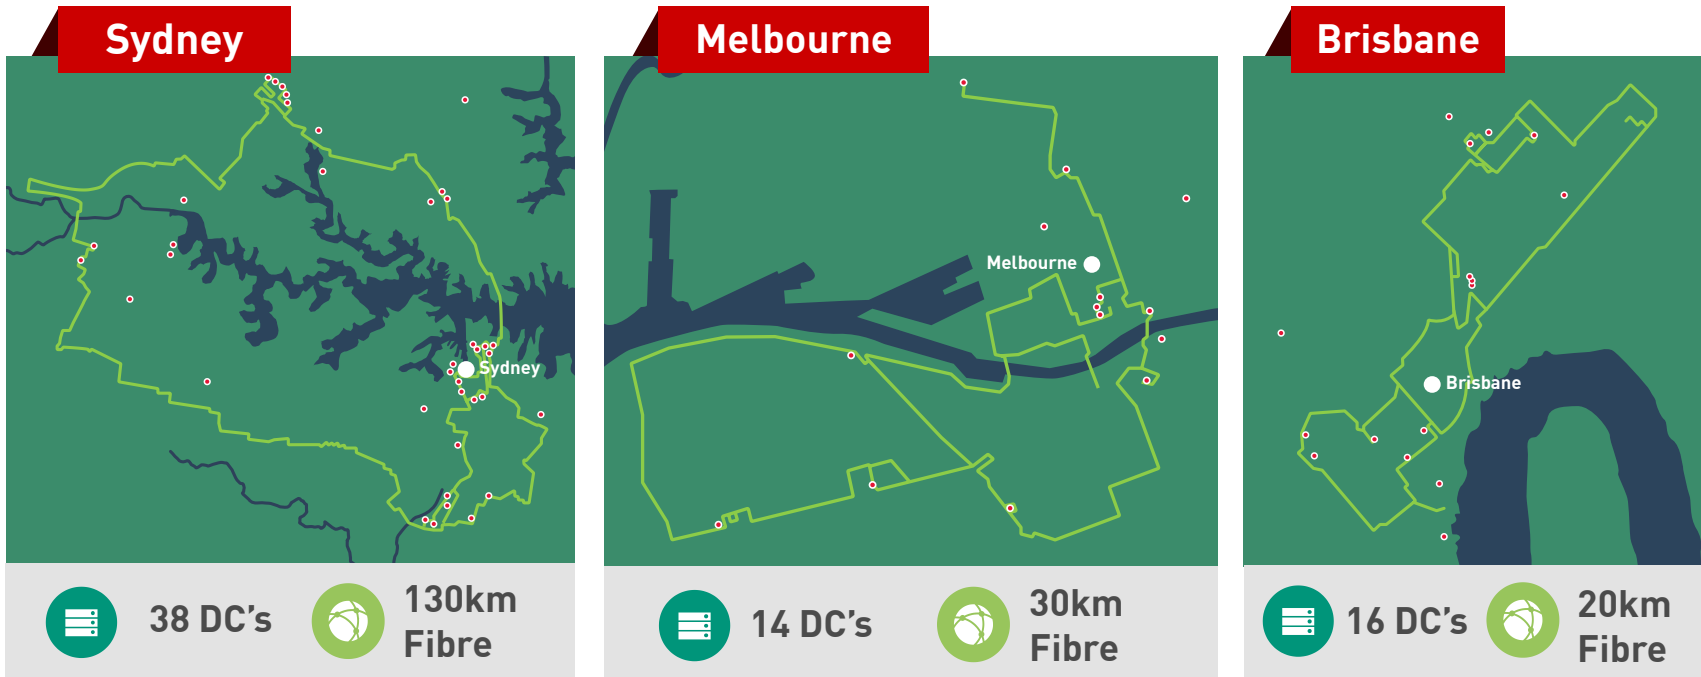 Sydney
Melbourne
Brisbane
Sydney
Melbourne
Brisbane
38 DC’s
130km
Fibre
14 DC’s
30km
Fibre
16 DC’s
20km
Fibre